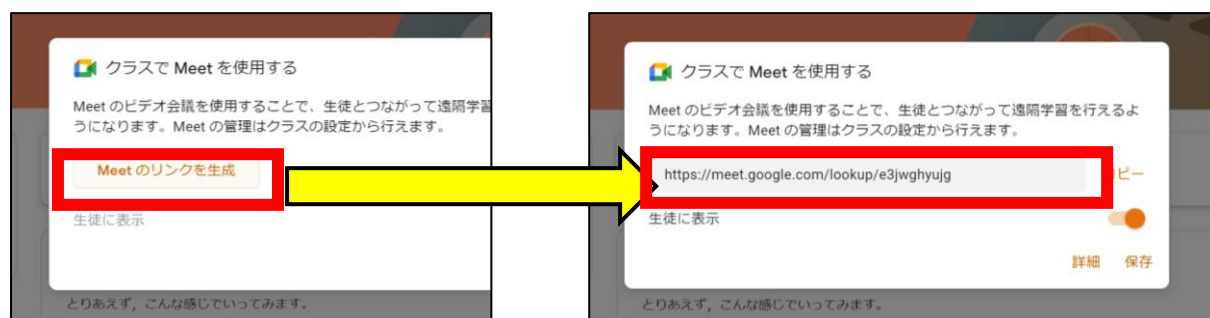 クラスで Meet を使用する
Meet のビデオ会議を使用することで、生徒とつながって遠隔学習
うになります。Meet の管理はクラスの設定から行えます。
Meet のリンクを生成
生徒に表示
とりあえず，こんな感じでいってみます。
クラスで Meet を使用する
Meet のビデオ会議を使用することで、生徒とつながって遠隔学習を行えるよ
うになります。Meet の管理はクラスの設定から行えます。
https://meet.google.com/lookup/e3jwghyujg
ピー
生徒に表示
詳細 保存
とりあえず，こんな感じでいってみます。